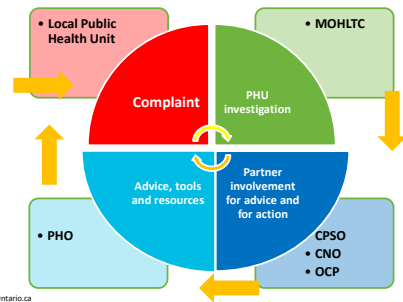 • Local Public
Health Unit
• MOHLTC
Complaint
PHU
investigation
Advice, tools
and resources
Partner
involvement
for advice and
for action
• PHO
CPSO
• CNO
• OCP
ntario.ca